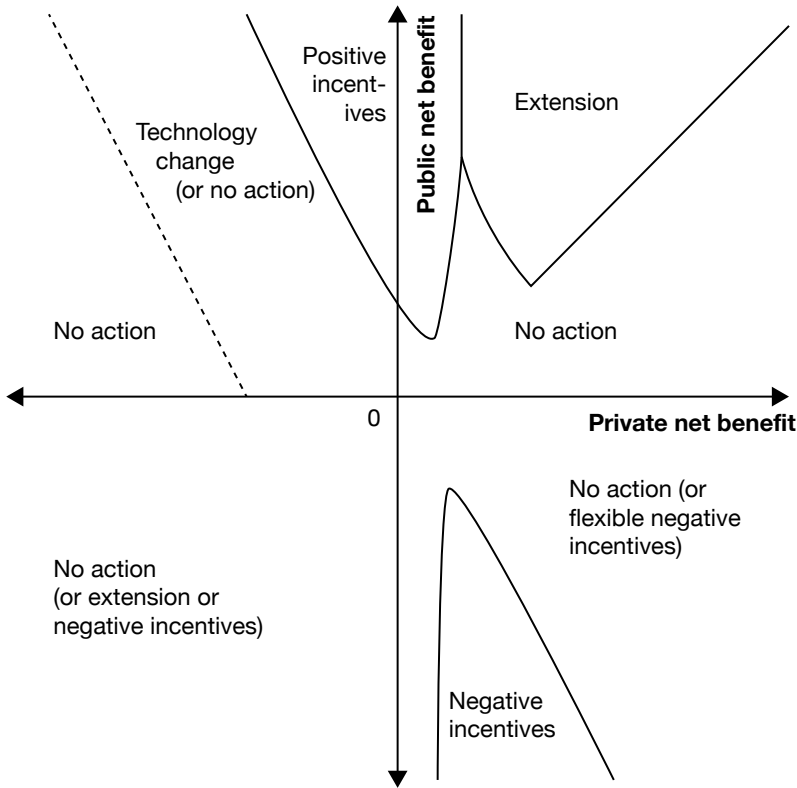 Positive
incent-
ives
Public net benefit
Extension
Technology
change
(or no action)
No action
No action
0
Private net benefit
No action (or
flexible negative
incentives)
No action
(or extension or
negative incentives)
Negative
incentives